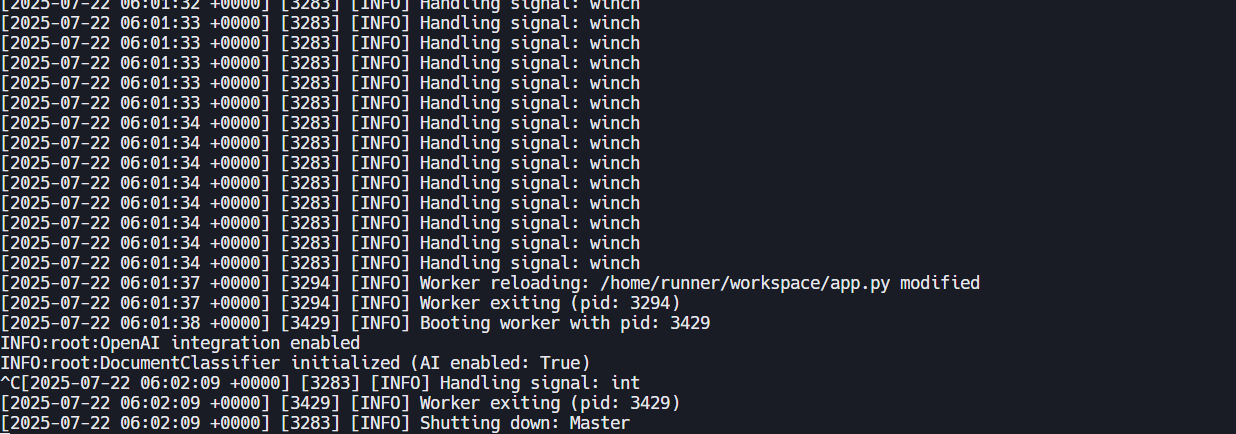 [2025-07-22 06:01:32 +0000] [3283] [INFO] Handling signal: winch
[2025-07-22 06:01:33 +0000] [3283] [INFO] Handling signal: winch
[2025-07-22 06:01:33 +0000] [3283] [INFO] Handling signal: winch
[2025-07-22 06:01:33 +0000] [3283] [INFO] Handling signal: winch
[2025-07-22 06:01:33 +0000] [3283] [INFO] Handling signal: winch
[2025-07-22 06:01:33 +0000] [3283] [INFO] Handling signal: winch
[2025-07-22 06:01:34 +0000] [3283] [INFO] Handling signal: winch
[2025-07-22 06:01:34 +0000] [3283] [INFO] Handling signal: winch
[2025-07-22 06:01:34 +0000] [3283] [INFO] Handling signal: winch
[2025-07-22 06:01:34 +0000] [3283] [INFO] Handling signal: winch
[2025-07-22 06:01:34 +0000] [3283] [INFO] Handling signal: winch
[2025-07-22 06:01:34 +0000] [3283] [INFO] Handling signal: winch
[2025-07-22 06:01:34 +0000] [3283] [INFO] Handling signal: winch
[2025-07-22 06:01:34 +0000] [3283] [INFO] Handling signal: winch
[2025-07-22 06:01:37 +0000] [3294] [INFO] Worker reloading: /home/runner/workspace/app.py modified
[2025-07-22 06:01:37 +0000] [3294] [INFO] Worker exiting (pid: 3294)
[2025-07-22 06:01:38 +0000] [3429] [INFO] Booting worker with pid: 3429
INFO:root:OpenAI integration enabled
INFO:root:DocumentClassifier initialized (AI enabled: True)
^C[2025-07-22 06:02:09 +0000] [3283] [INFO] Handling signal: int
[2025-07-22 06:02:09 +0000] [3429] [INFO] Worker exiting (pid: 3429)
[2025-07-22 06:02:09 +0000] [3283] [INFO] Shutting down: Master